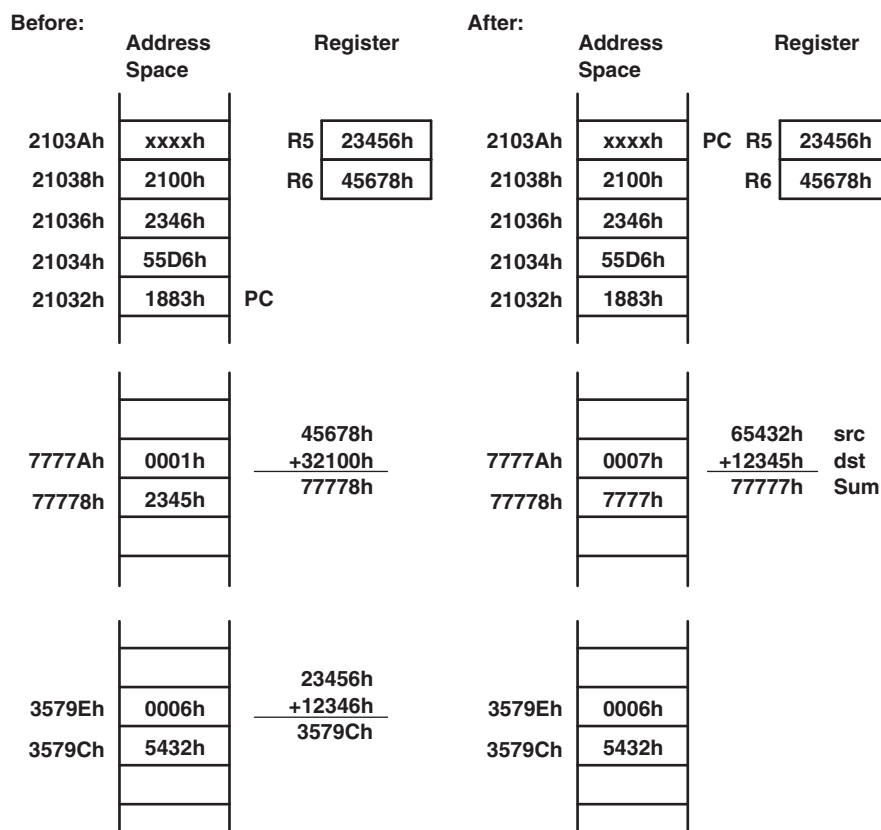 Before:
Address Space Register
2103Ah xxxxh R5 23456h
21038h 2100h R6 45678h
21036h 2346h
21034h 55D6h
21032h 1883h PC
45678h
7777Ah 0001h +32100h
77778h 2345h 77778h
23456h
3579Eh 0006h +12346h
3579Ch 5432h 3579Ch
After:
Address Space Register
2103Ah xxxxh PC R5 23456h
21038h 2100h R6 45678h
21036h 2346h
21034h 55D6h
21032h 1883h
65432h src
7777Ah 0007h +12345h dst
77778h 7777h 77777h Sum
3579Eh 0006h
3579Ch 5432h